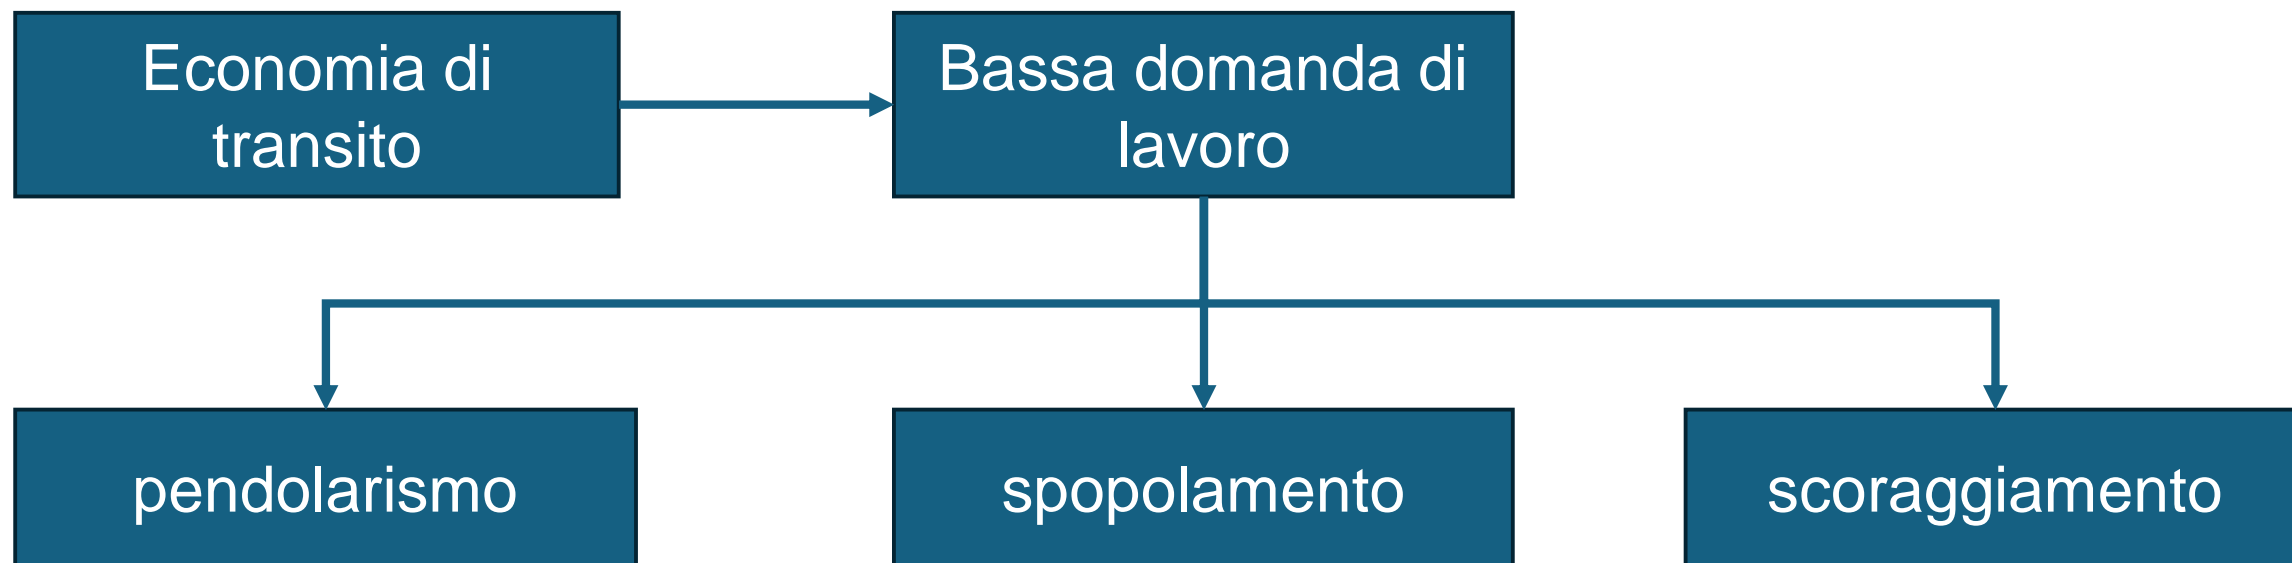 Economia di
transito
Bassa domanda di
lavoro
pendolarismo
spopolamento
scoraggiamento